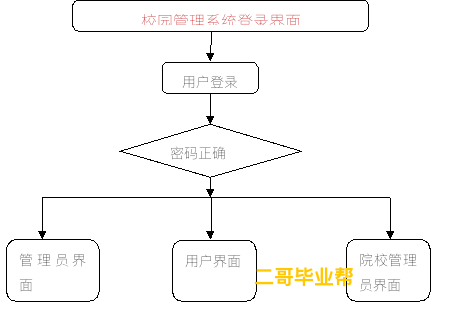 校园管理系统登录界面
用户登录
密码正确
管理员界
面
用户界面
二哥毕业帮
院校管理
员界面